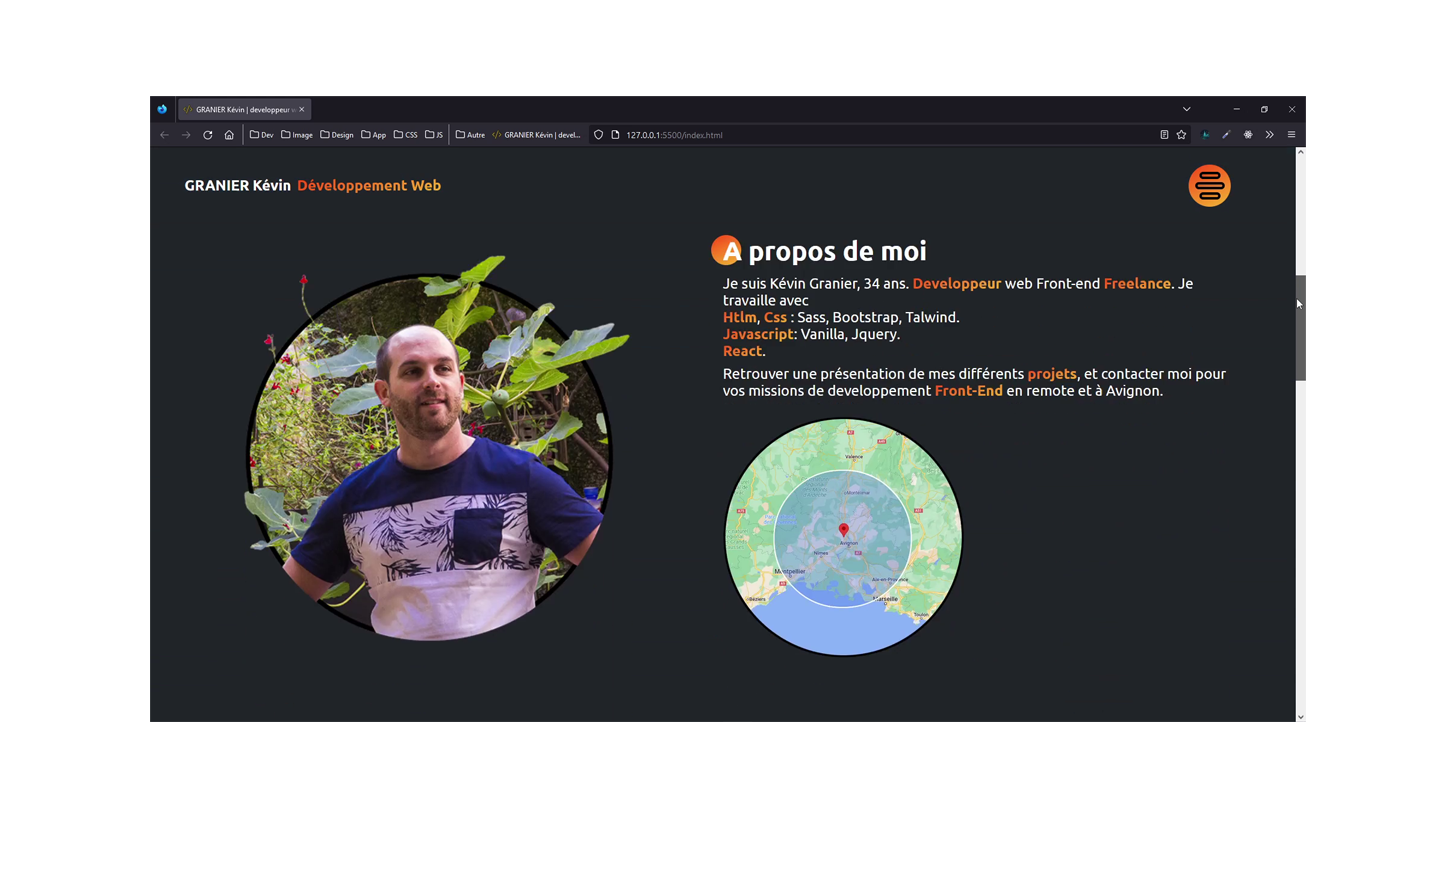 GRANIER Kévin | developpeur w
Dev Image Design App CSS JS Autre GRANIER Kévin | devel... 127.0.0.1:5500/index.html
GRANIER Kévin Développement Web
A propos de moi
Je suis Kévin Granier, 34 ans. Developpeur web Front-end Freelance. Je
travaille avec
Htlm, Css : Sass, Bootstrap, Talwind.
Javascript: Vanilla, Jquery.
React.
Retrouver une présentation de mes différents projets, et contacter moi pour
vos missions de developpement Front-End en remote et à Avignon.
Valence
Montélimar
Avignon
Nîmes
Montpellier
Aix-en-Provence
Béziers
Marseille
Toulon